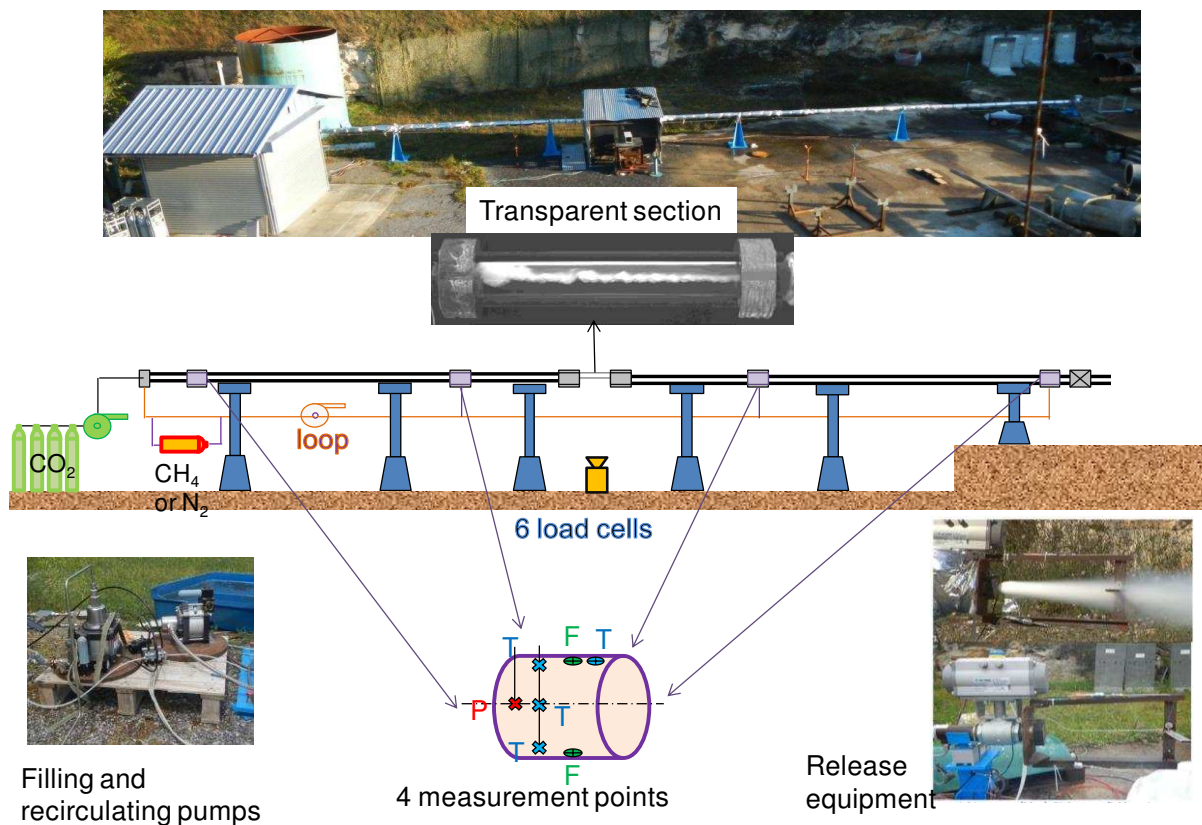 Transparent section
loop
CO₂
CH₄
or N₂
6 load cells
T
F
T
P
T
T
F
4 measurement points
Filling and
recirculating pumps
Release
equipment